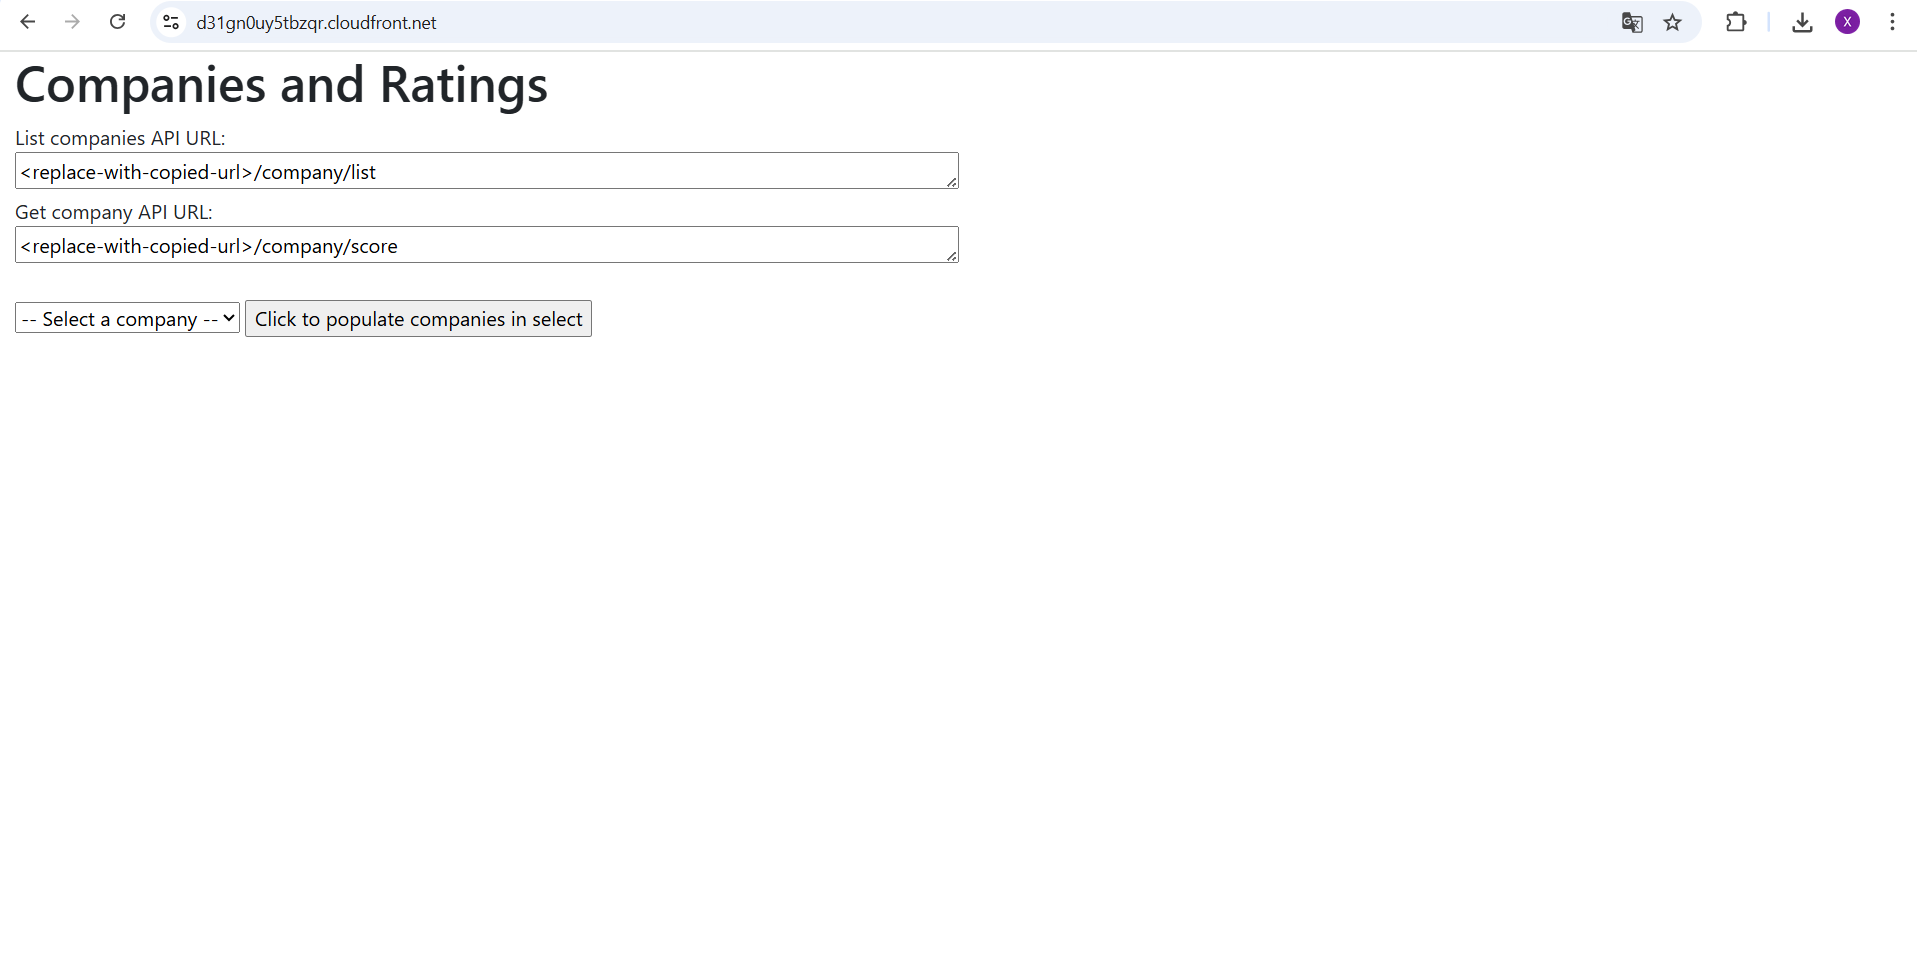 d31gn0uy5tbzqr.cloudfront.net
X
Companies and Ratings
List companies API URL:
<replace-with-copied-url>/company/list
Get company API URL:
<replace-with-copied-url>/company/score
-- Select a company -- Click to populate companies in select